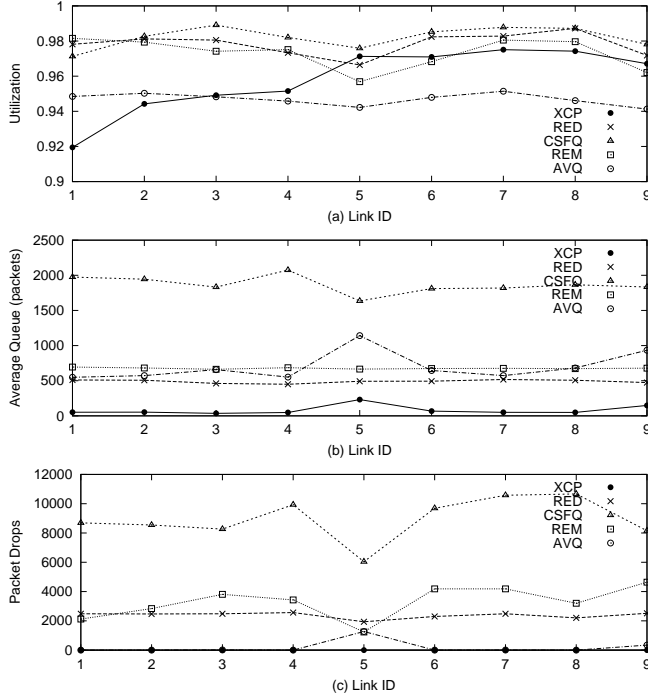 1
0.98
0.96
0.94
0.92
0.9
Utilization
XCP
RED
CSFQ
REM
AVQ
1 2 3 4 5 6 7 8 9
(a) Link ID
2500
2000
1500
1000
500
0
Average Queue (packets)
XCP
RED
CSFQ
REM
AVQ
1 2 3 4 5 6 7 8 9
(b) Link ID
12000
10000
8000
6000
4000
2000
0
Packet Drops
XCP
RED
CSFQ
REM
AVQ
1 2 3 4 5 6 7 8 9
(c) Link ID